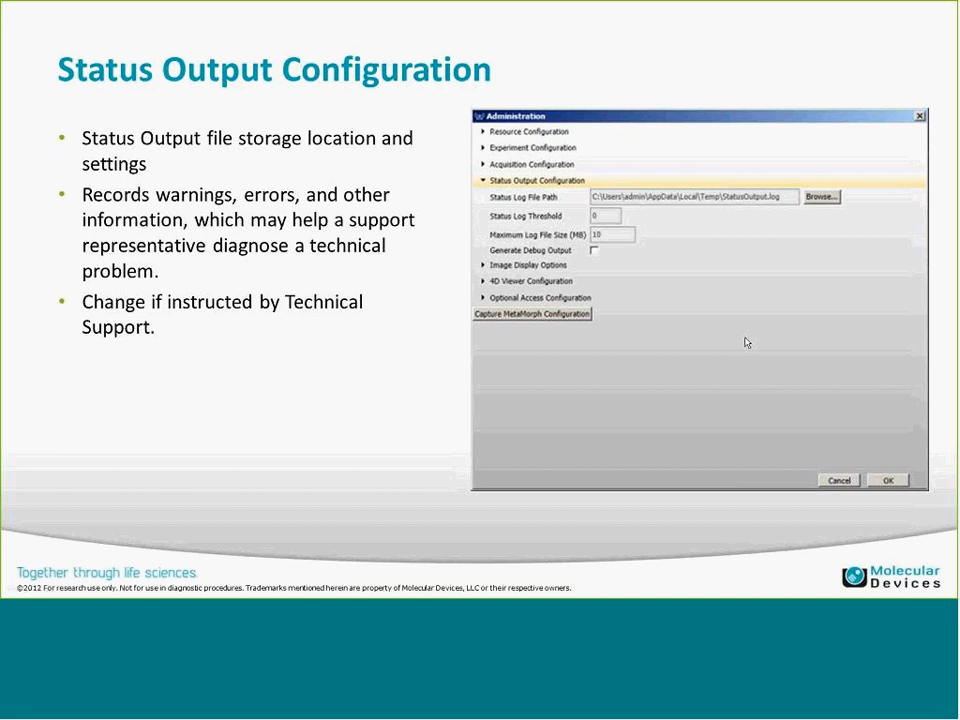 Status Output Configuration
• Status Output file storage location and
settings
• Records warnings, errors, and other
information, which may help a support
representative diagnose a technical
problem.
• Change if instructed by Technical
Support.
Administration
Resource Configuration
Experiment Configuration
Acquisition Configuration
Status Output Configuration
Status Log File Path C:\Users\admin\AppData\Local\Temp\StatusOutput.log Browse...
Status Log Threshold 0
Maximum Log File Size (MB) 10
Generate Debug Output
Image Display Options
4D Viewer Configuration
Optional Access Configuration
Capture MetaMorph Configuration
Cancel OK
Together through life sciences.
©2012 For research use only. Not for use in diagnostic procedures. Trademarks mentioned herein are property of Molecular Devices, LLC or their respective owners.
Molecular
Devices